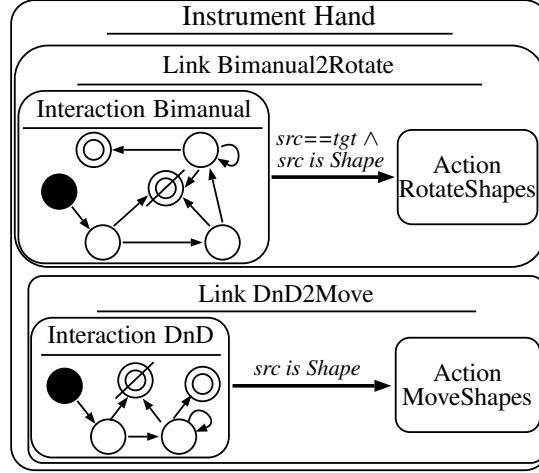 Instrument Hand
Link Bimanual2Rotate
Interaction Bimanual
src==tgt ∧
src is Shape
Action
RotateShapes
Link DnD2Move
Interaction DnD
src is Shape
Action
MoveShapes